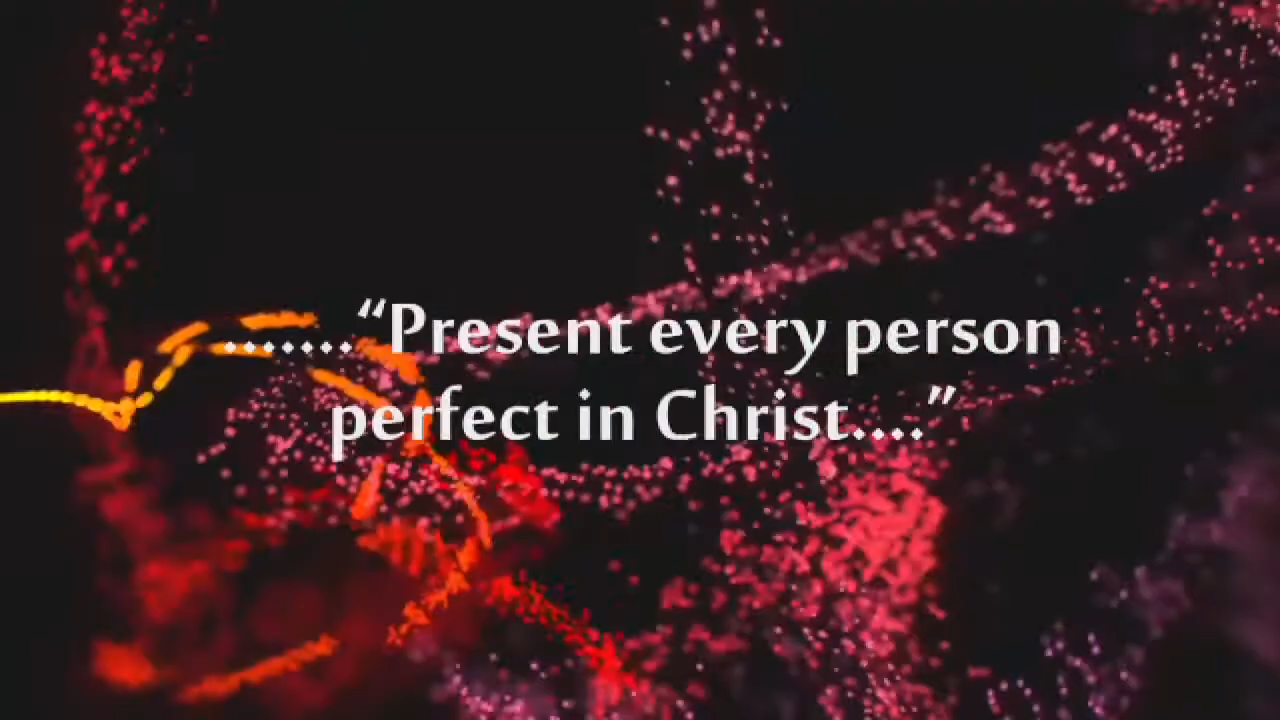 .......“Present every person
perfect in Christ....”